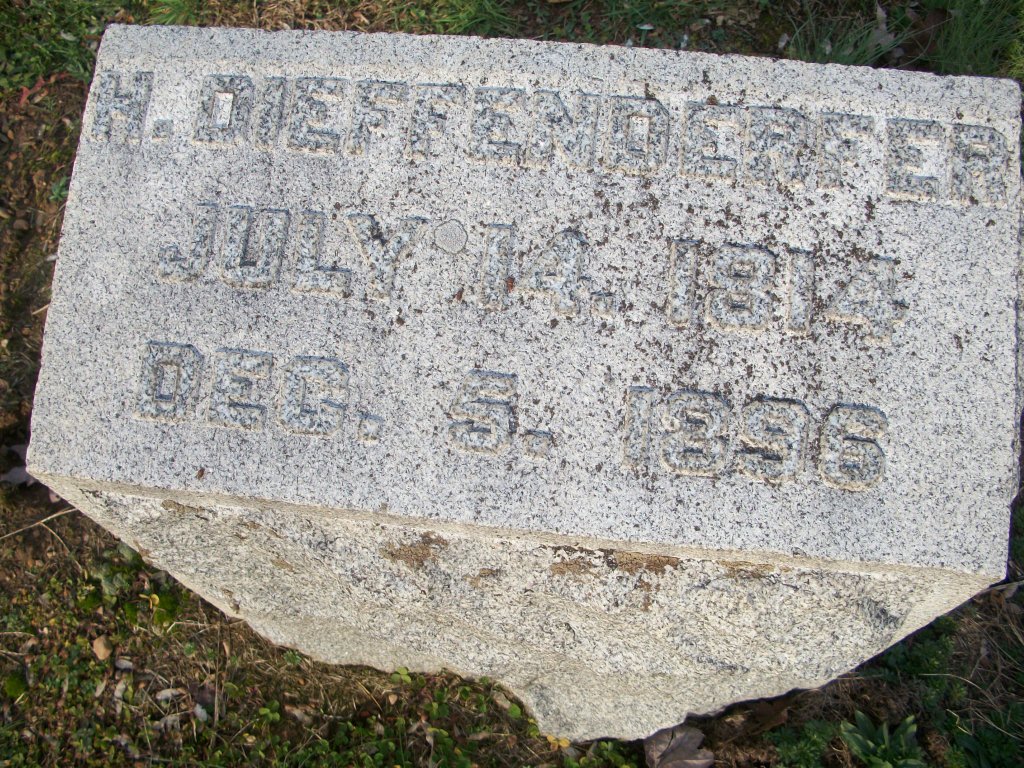 H. DIEFFENDERFER
JULY 14. 1814
DEC. 5. 1896